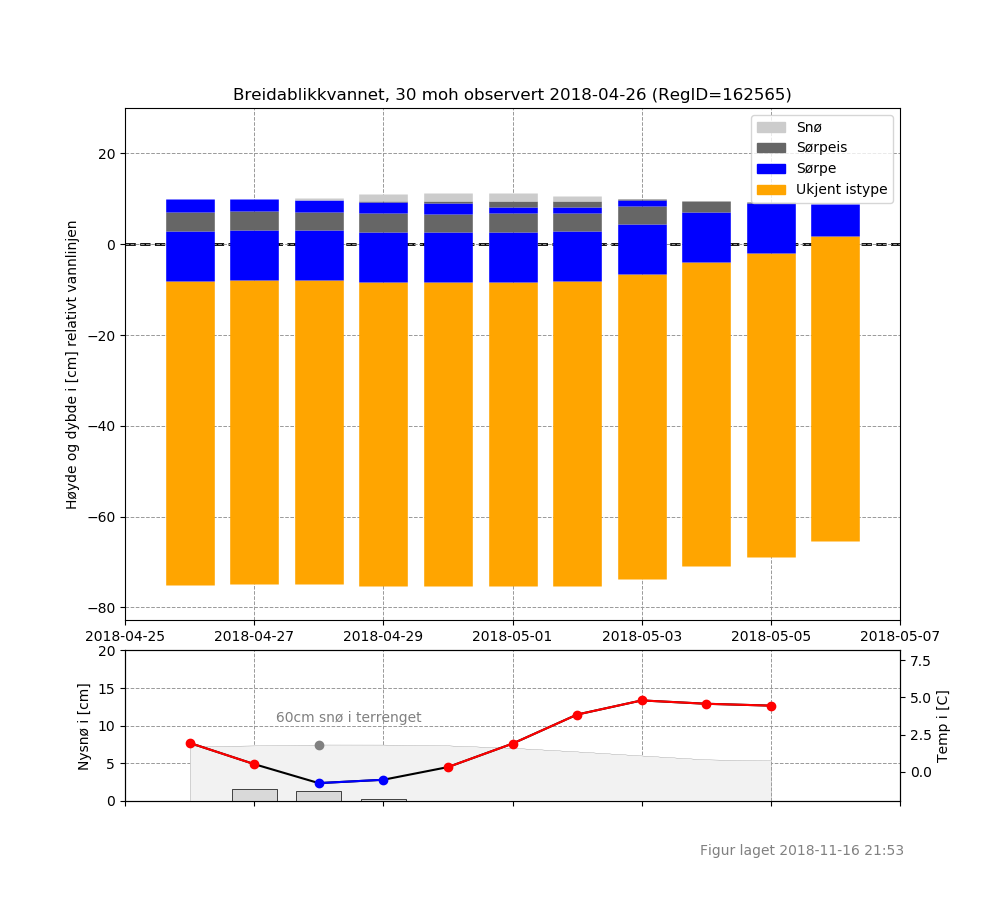 Breidablikkvannet, 30 moh observert 2018-04-26 (RegID=162565)
Snø
Sørpeis
Sørpe
Ukjent istype
Høyde og dybde i [cm] relativt vannlinjen
20
0
−20
−40
−60
−80
2018-04-25 2018-04-27 2018-04-29 2018-05-01 2018-05-03 2018-05-05 2018-05-07
Nysnø i [cm]
20
15
10
5
0
60cm snø i terrenget
7.5
5.0
2.5
0.0
Temp i [C]
Figur laget 2018-11-16 21:53